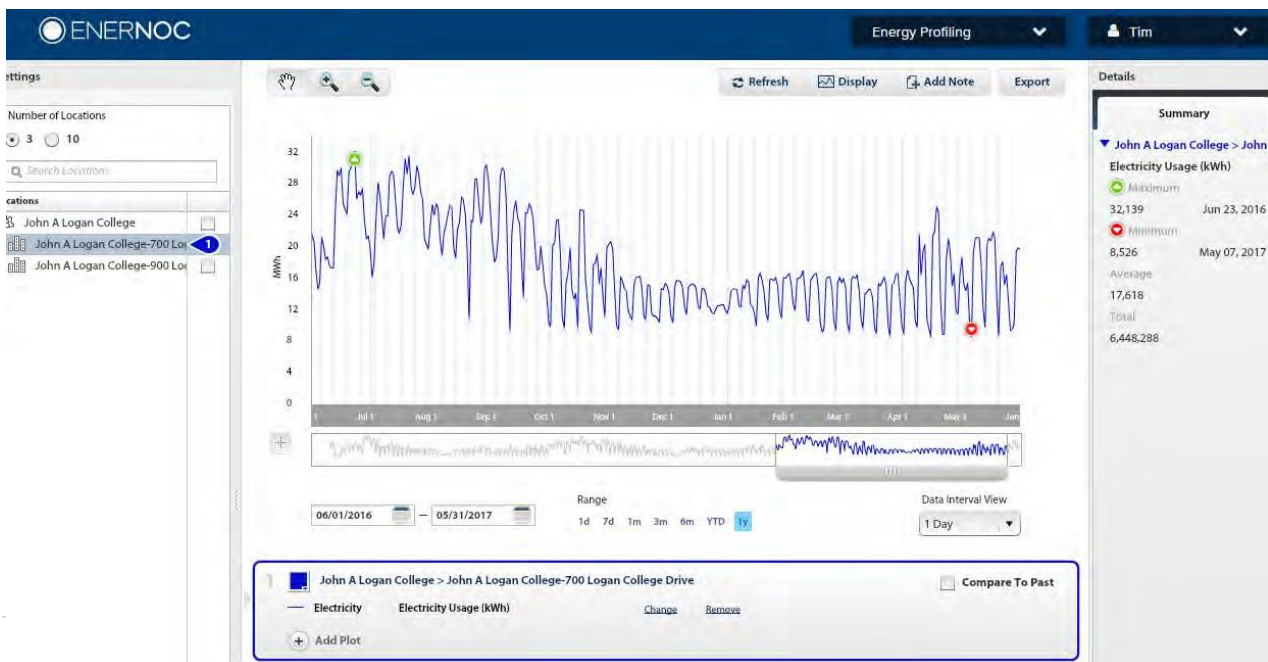 ENERNOC
Energy Profiling
Tim
ettings
Number of Locations
3 10
Search Locations
cations
John A Logan College
John A Logan College-700 Log
1
John A Logan College-900 Log
Refresh Display Add Note Export
32
28
24
20
16
12
8
4
0
MWh
1 Jul 1 Aug 1 Sep 1 Oct 1 Nov 1 Dec 1 Jan 1 Feb 1 Mar 1 Apr 1 May 1 Jun
06/01/2016 – 05/31/2017
Range
1d 7d 1m 3m 6m YTD 1y
Data Interval View
1 Day
1
John A Logan College > John A Logan College-700 Logan College Drive
Compare To Past
Electricity Electricity Usage (kWh) Change Remove
Add Plot
Details
Summary
John A Logan College > John
Electricity Usage (kWh)
Maximum
32,139 Jun 23, 2016
Minimum
8,526 May 07, 2017
Average
17,618
Total
6,448,288